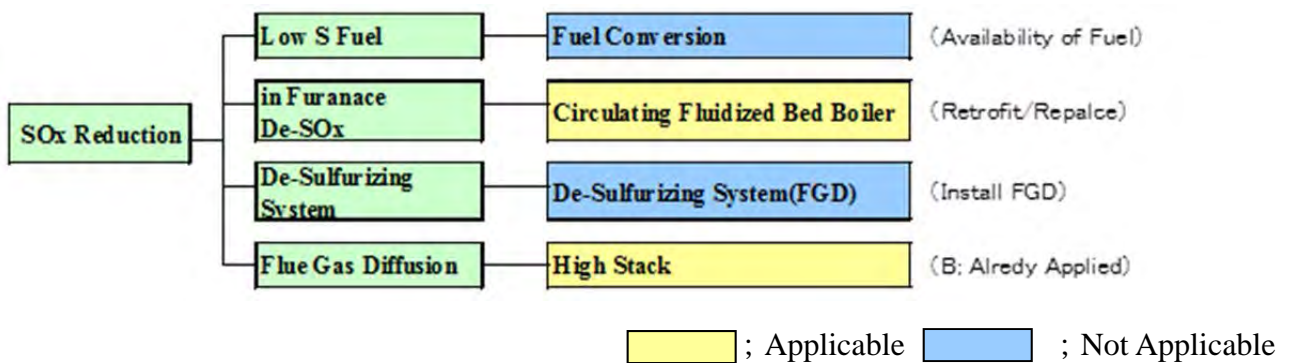 Low S Fuel
Fuel Conversion
(Availability of Fuel)
SOx Reduction
in Furanace
De-SOx
Circulating Fluidized Bed Boiler
(Retrofit/Repalce)
De-Sulfurizing
System
De-Sulfurizing System(FGD)
(Install FGD)
Flue Gas Diffusion
High Stack
(B; Alredy Applied)
; Applicable
; Not Applicable